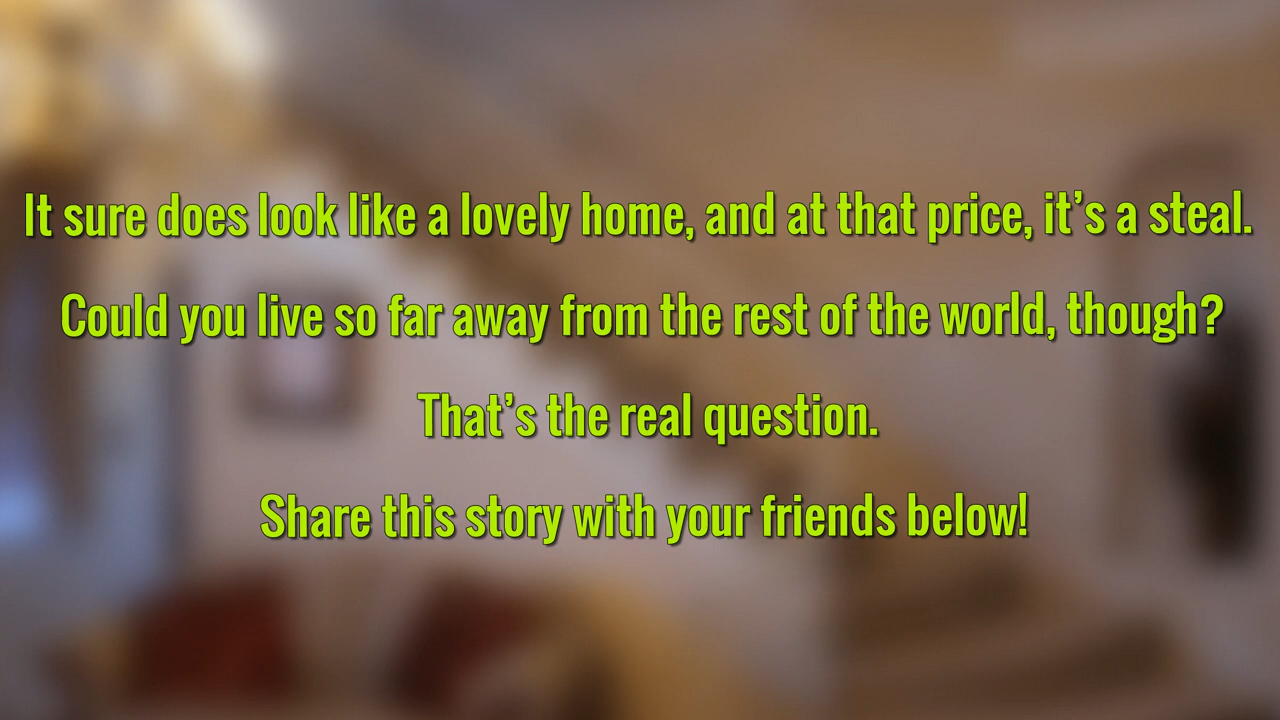 It sure does look like a lovely home, and at that price, it’s a steal.
Could you live so far away from the rest of the world, though?
That’s the real question.
Share this story with your friends below!